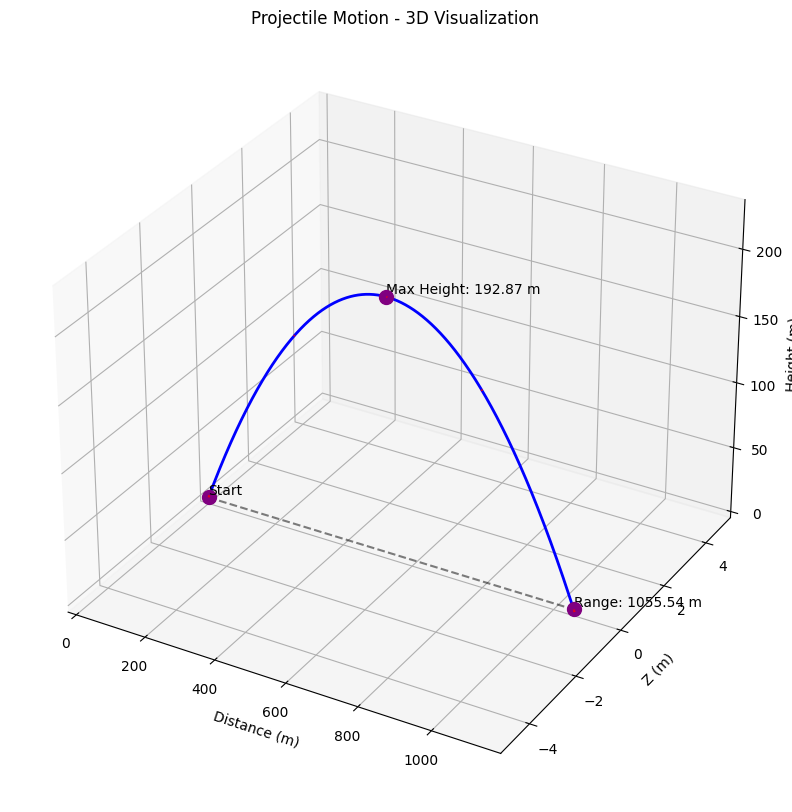 Projectile Motion - 3D Visualization
Max Height: 192.87 m
Start
Range: 1055.54 m
0
200
400
600
800
1000
Distance (m)
−4
−2
0
2
4
Z (m)
0
50
100
150
200
Height (m)